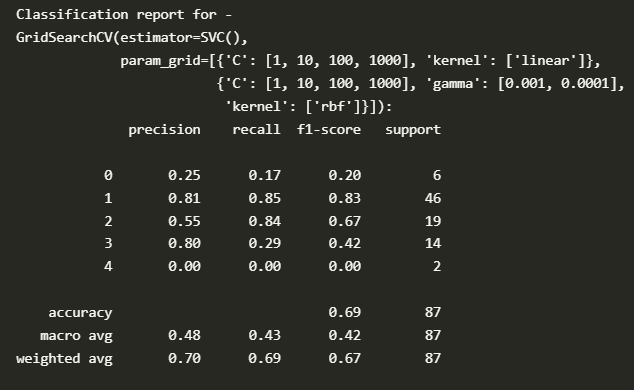 Classification report for -
GridSearchCV(estimator=SVC(),
param_grid=[{'C': [1, 10, 100, 1000], 'kernel': ['linear']},
{'C': [1, 10, 100, 1000], 'gamma': [0.001, 0.0001],
'kernel': ['rbf']}]):
precision recall f1-score support
0 0.25 0.17 0.20 6
1 0.81 0.85 0.83 46
2 0.55 0.84 0.67 19
3 0.80 0.29 0.42 14
4 0.00 0.00 0.00 2
accuracy 0.69 87
macro avg 0.48 0.43 0.42 87
weighted avg 0.70 0.69 0.67 87